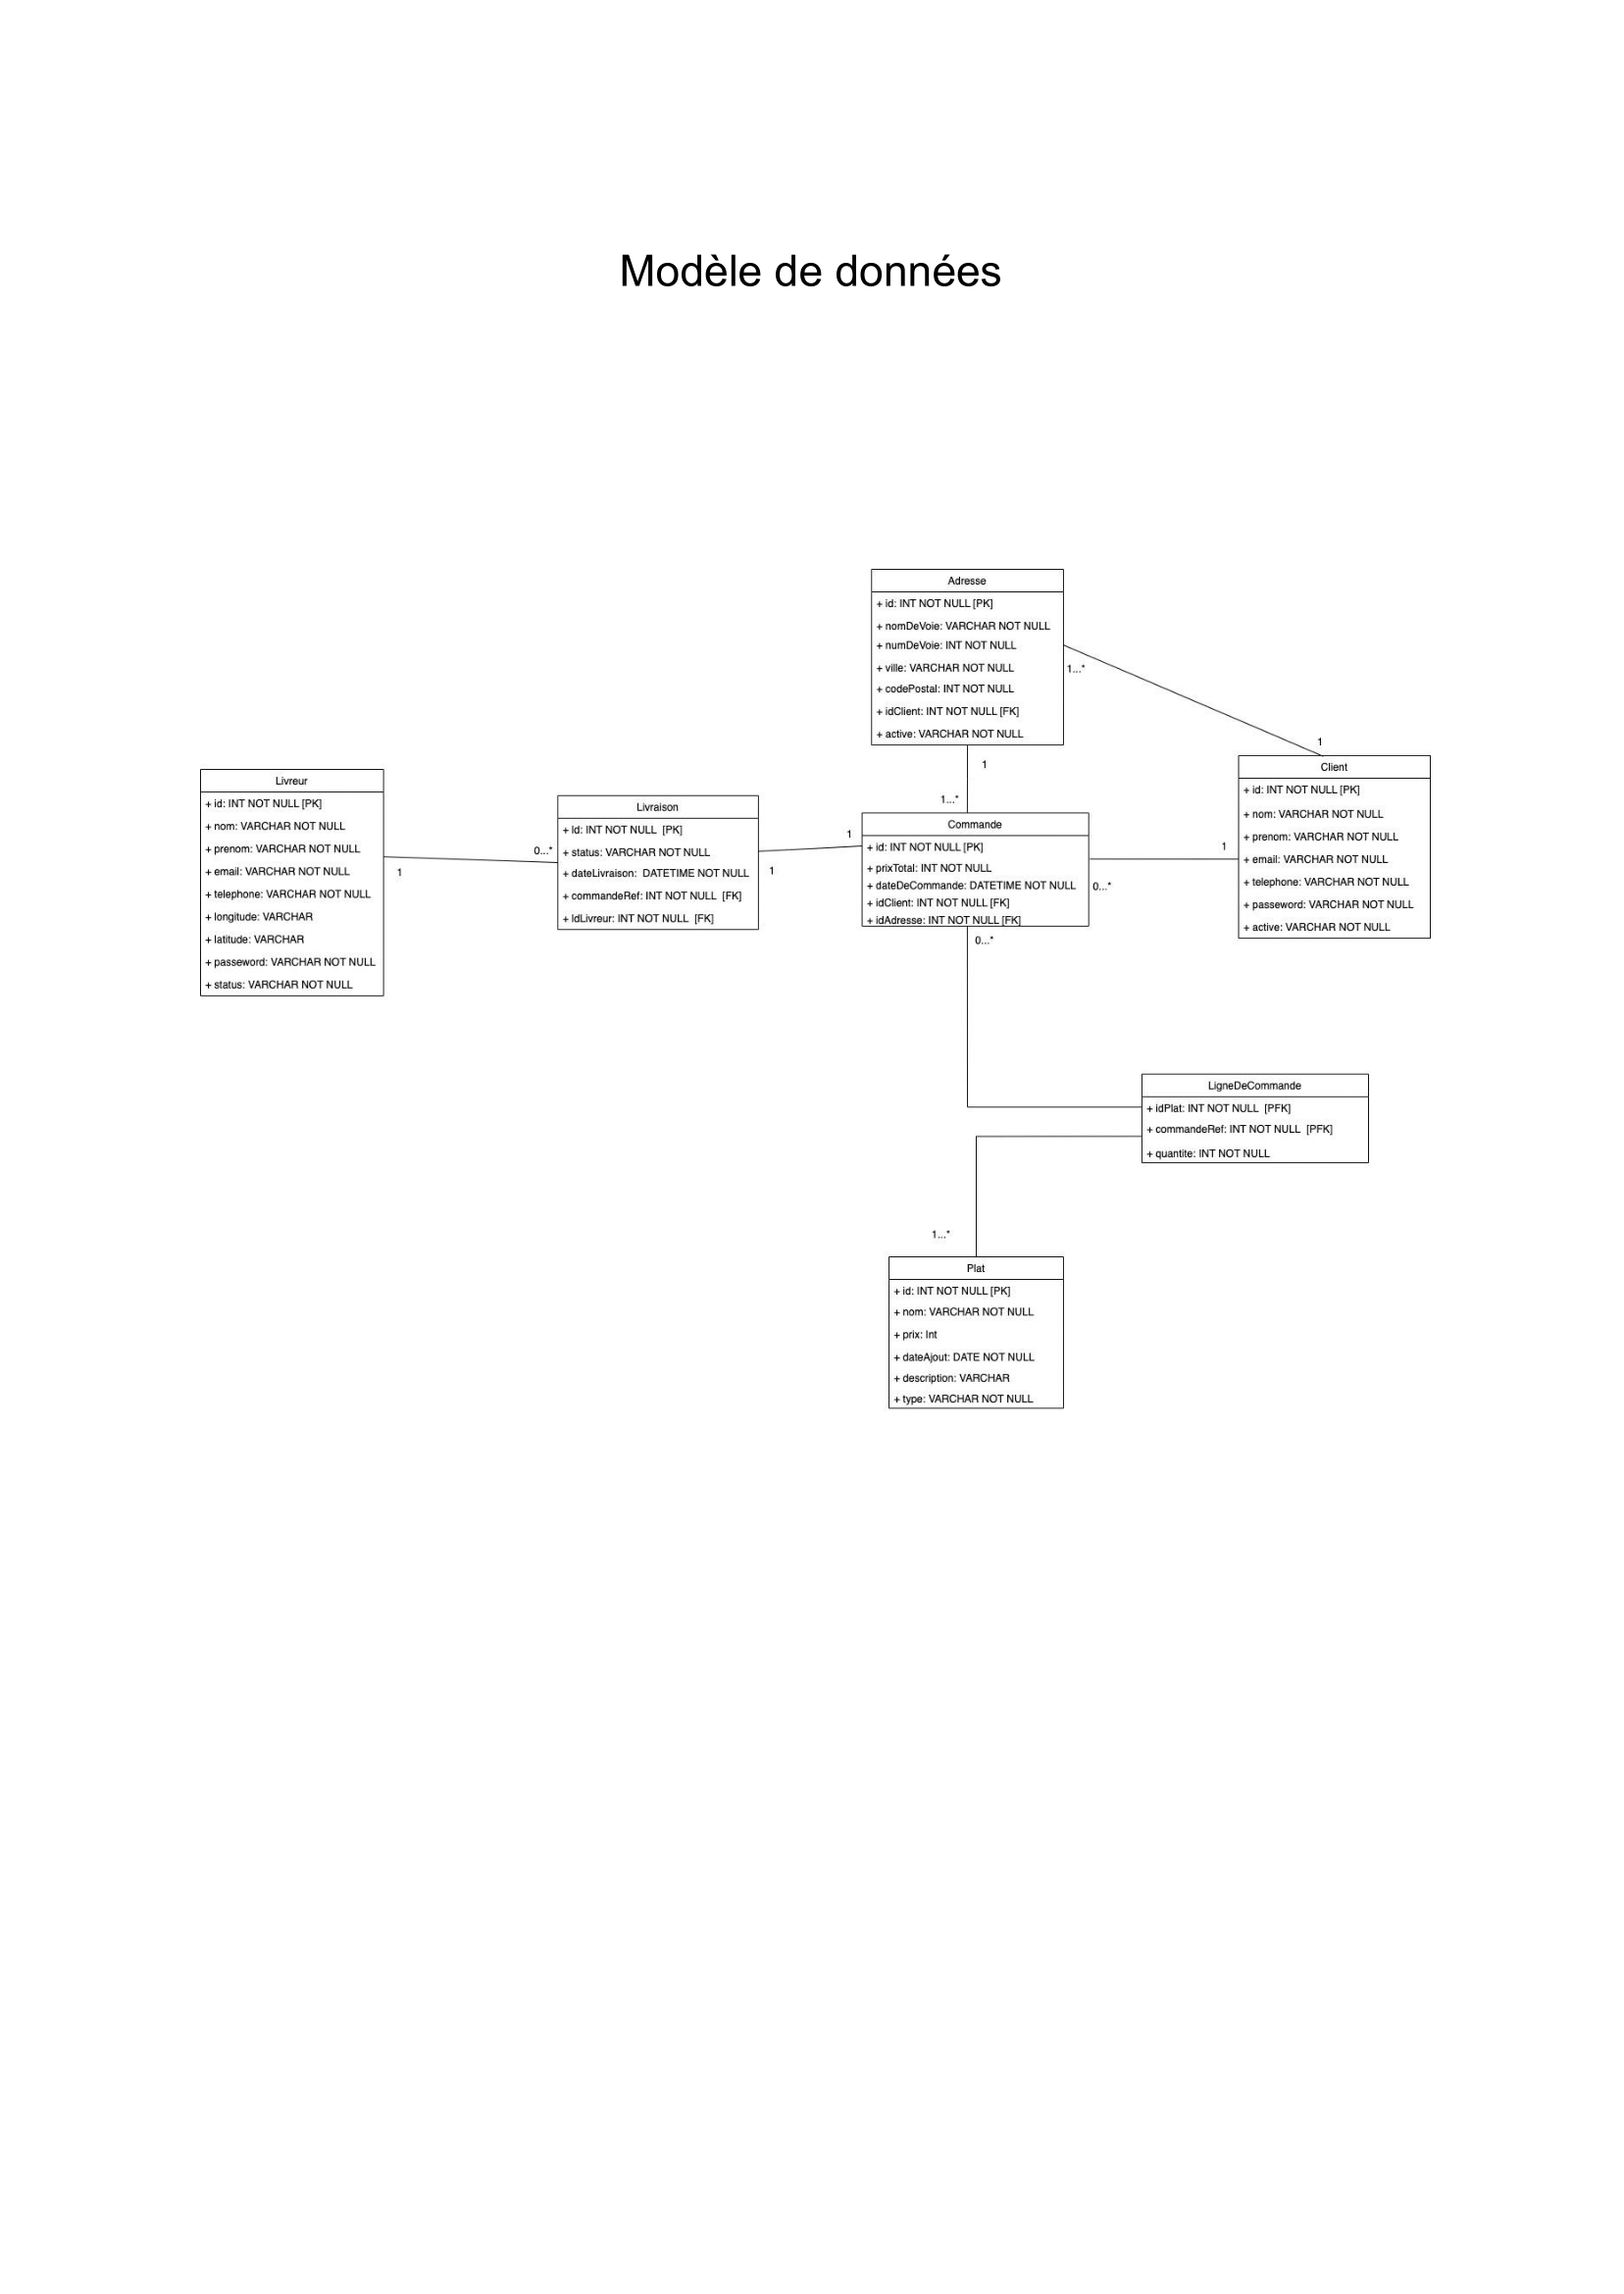 Modèle de données
Adresse
+ id: INT NOT NULL [PK]
+ nomDeVoie: VARCHAR NOT NULL
+ numDeVoie: INT NOT NULL
+ ville: VARCHAR NOT NULL
+ codePostal: INT NOT NULL
+ idClient: INT NOT NULL [FK]
+ active: VARCHAR NOT NULL
1...*
1
1
1...*
Client
+ id: INT NOT NULL [PK]
+ nom: VARCHAR NOT NULL
+ prenom: VARCHAR NOT NULL
+ email: VARCHAR NOT NULL
+ telephone: VARCHAR NOT NULL
+ passeword: VARCHAR NOT NULL
+ active: VARCHAR NOT NULL
Livreur
+ id: INT NOT NULL [PK]
+ nom: VARCHAR NOT NULL
+ prenom: VARCHAR NOT NULL
+ email: VARCHAR NOT NULL
+ telephone: VARCHAR NOT NULL
+ longitude: VARCHAR
+ latitude: VARCHAR
+ passeword: VARCHAR NOT NULL
+ status: VARCHAR NOT NULL
1
0...*
Livraison
+ Id: INT NOT NULL [PK]
+ status: VARCHAR NOT NULL
+ dateLivraison: DATETIME NOT NULL
+ commandeRef: INT NOT NULL [FK]
+ IdLivreur: INT NOT NULL [FK]
1
1
Commande
+ id: INT NOT NULL [PK]
+ prixTotal: INT NOT NULL
+ dateDeCommande: DATETIME NOT NULL
+ idClient: INT NOT NULL [FK]
+ idAdresse: INT NOT NULL [FK]
1
0...*
0...*
LigneDeCommande
+ idPlat: INT NOT NULL [PFK]
+ commandeRef: INT NOT NULL [PFK]
+ quantite: INT NOT NULL
1...*
Plat
+ id: INT NOT NULL [PK]
+ nom: VARCHAR NOT NULL
+ prix: Int
+ dateAjout: DATE NOT NULL
+ description: VARCHAR
+ type: VARCHAR NOT NULL